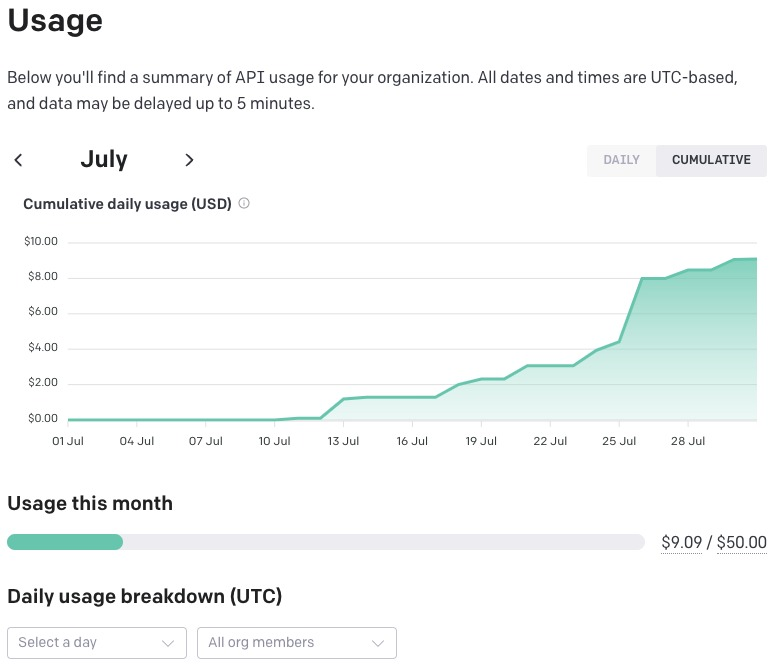 Usage
Below you'll find a summary of API usage for your organization. All dates and times are UTC-based,
and data may be delayed up to 5 minutes.
July
DAILY CUMULATIVE
Cumulative daily usage (USD)
$10.00
$8.00
$6.00
$4.00
$2.00
$0.00
01 Jul 04 Jul 07 Jul 10 Jul 13 Jul 16 Jul 19 Jul 22 Jul 25 Jul 28 Jul
Usage this month
$9.09 / $50.00
Daily usage breakdown (UTC)
Select a day All org members